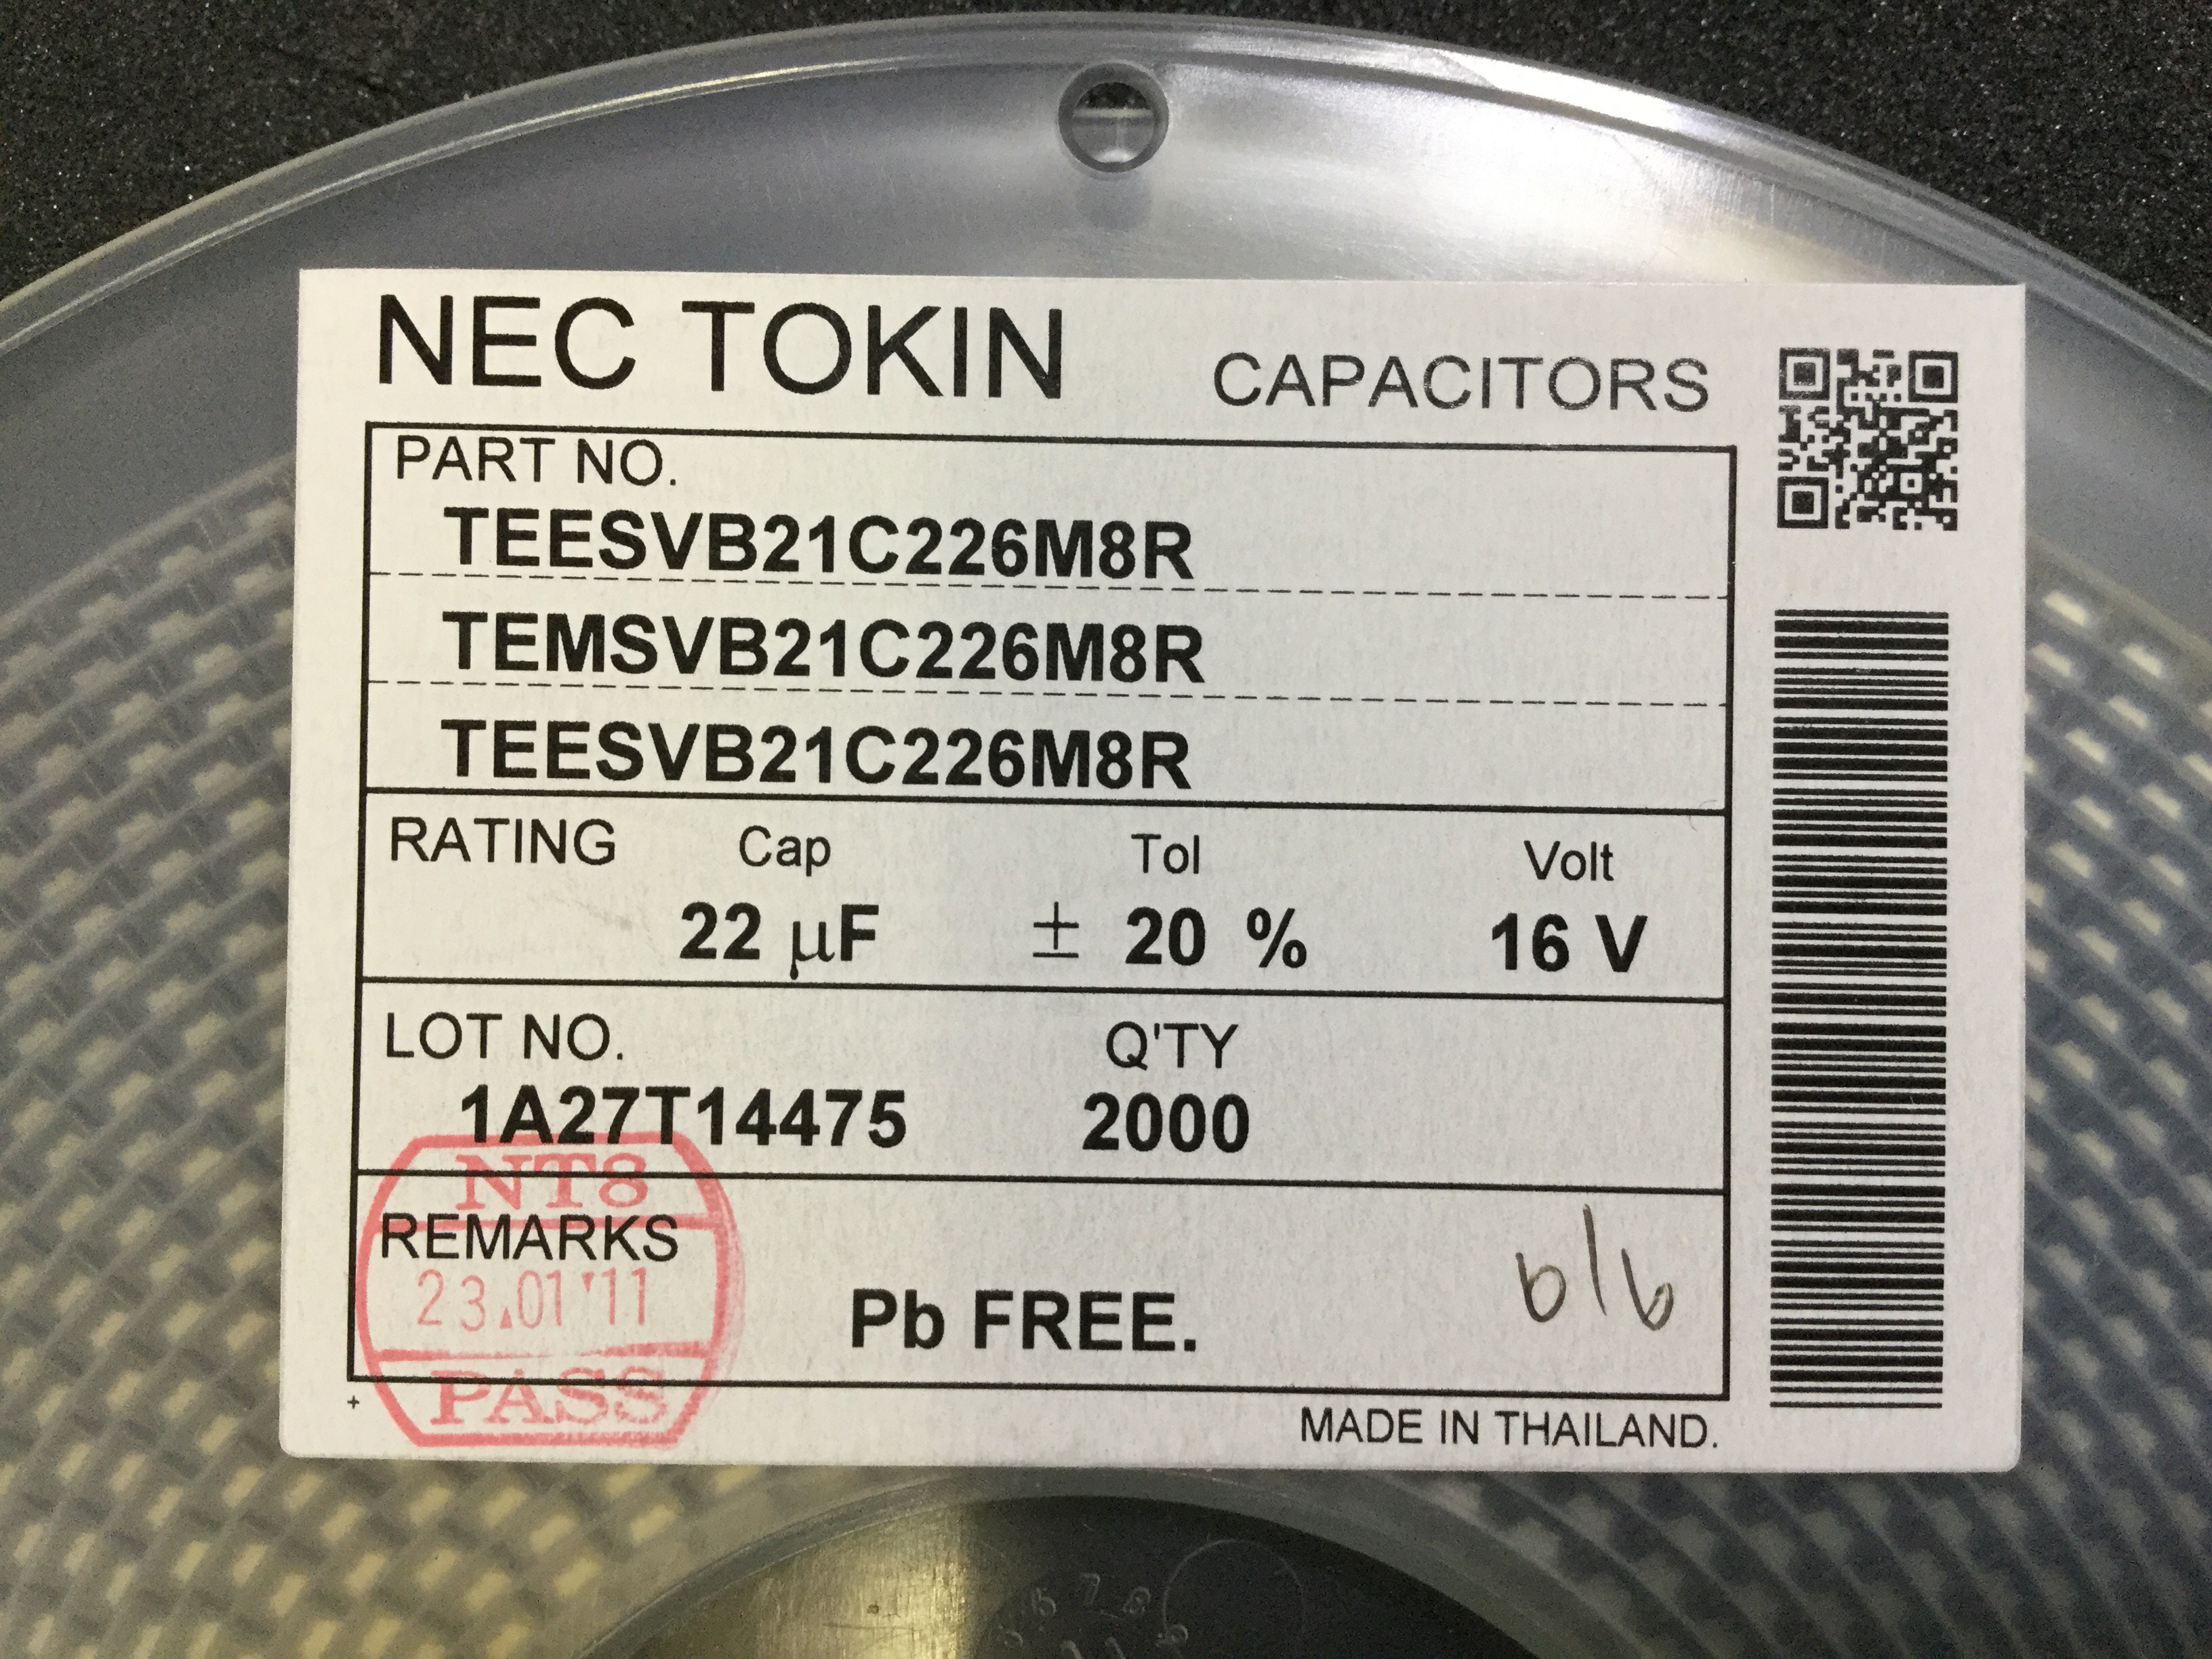 NEC TOKIN CAPACITORS
PART NO.
TEESVB21C226M8R
TEMSVB21C226M8R
TEESVB21C226M8R
RATING Cap Tol Volt
22 μF ± 20 % 16 V
LOT NO. Q'TY
1A27T14475 2000
NT8
REMARKS
23.01'11
Pb FREE.
PASS
MADE IN THAILAND.